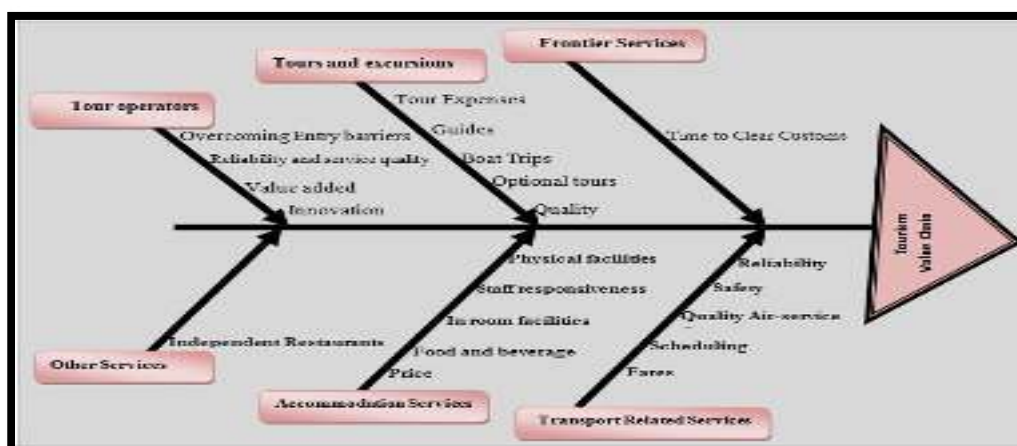 Frontier Services
Tours and excursions
Tour operators
Tour Expenses
Guides
Boat Trips
Optional tours
Quality
Overcoming Entry barriers
Reliability and service quality
Value added
Innovation
Time to Clear Customs
Tourism
Value Chain
Physical facilities
Staff responsiveness
In room facilities
Food and beverage
Price
Reliability
Safety
Quality Air-service
Scheduling
Fares
Independent Restaurants
Other Services
Accommodation Services
Transport Related Services